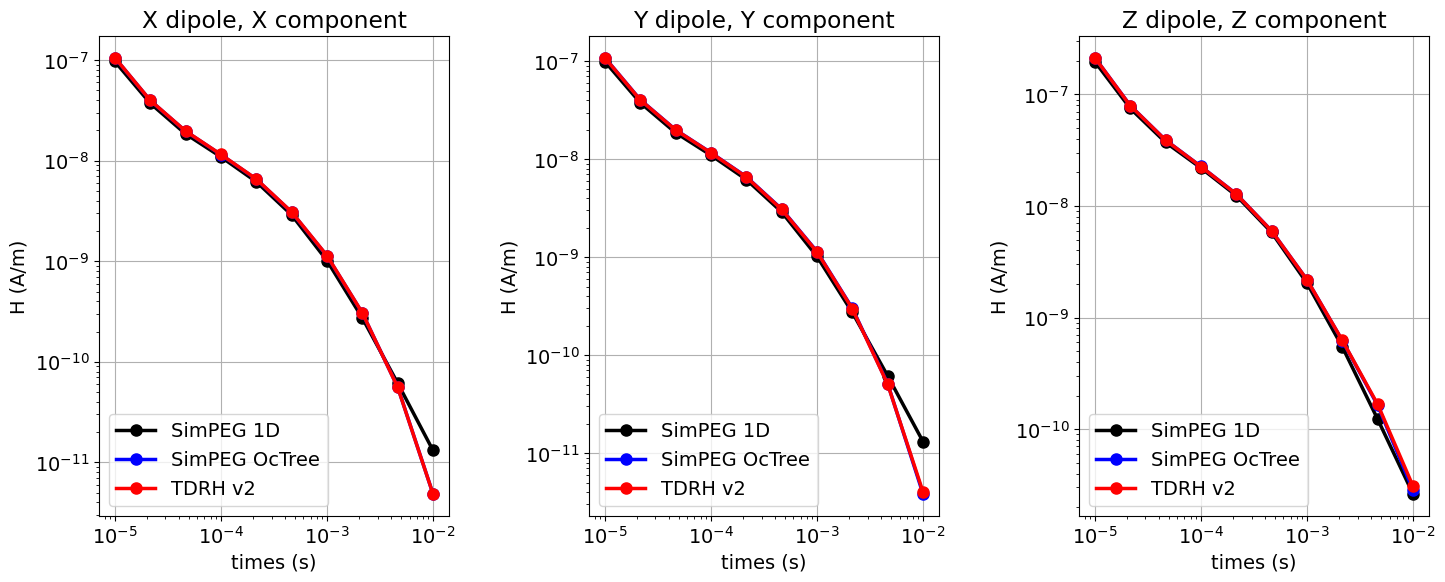 X dipole, X component
H (A/m)
10⁻⁷
10⁻⁸
10⁻⁹
10⁻¹⁰
10⁻¹¹
SimPEG 1D
SimPEG OcTree
TDRH v2
10⁻⁵ 10⁻⁴ 10⁻³ 10⁻²
times (s)
Y dipole, Y component
H (A/m)
10⁻⁷
10⁻⁸
10⁻⁹
10⁻¹⁰
10⁻¹¹
SimPEG 1D
SimPEG OcTree
TDRH v2
10⁻⁵ 10⁻⁴ 10⁻³ 10⁻²
times (s)
Z dipole, Z component
H (A/m)
10⁻⁷
10⁻⁸
10⁻⁹
10⁻¹⁰
SimPEG 1D
SimPEG OcTree
TDRH v2
10⁻⁵ 10⁻⁴ 10⁻³ 10⁻²
times (s)